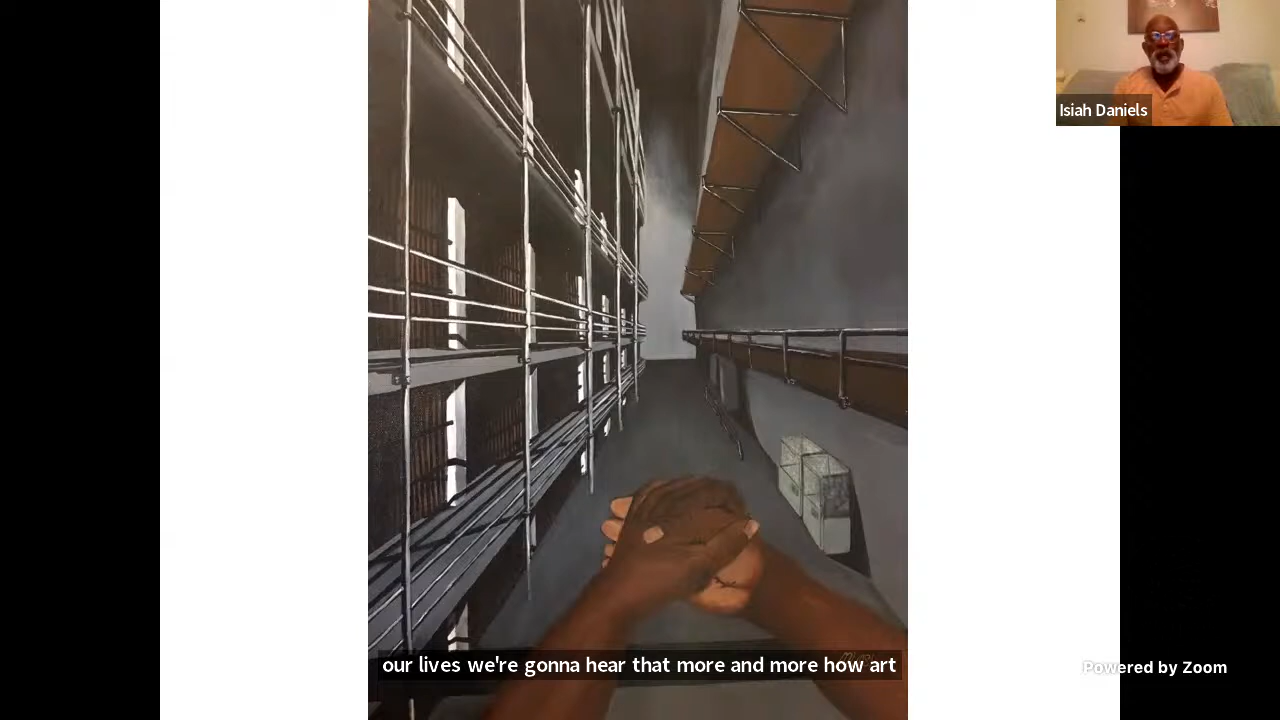 Isiah Daniels
our lives we're gonna hear that more and more how art
Powered by Zoom